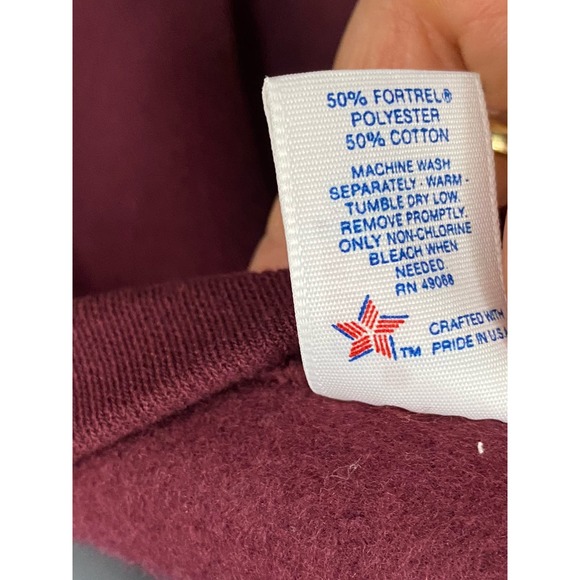 50% FORTREL®
POLYESTER
50% COTTON
MACHINE WASH
SEPARATELY - WARM -
TUMBLE DRY LOW.
REMOVE PROMPTLY.
ONLY NON-CHLORINE
BLEACH WHEN
NEEDED
RN 49068
CRAFTED WITH
TM PRIDE IN U.S.A